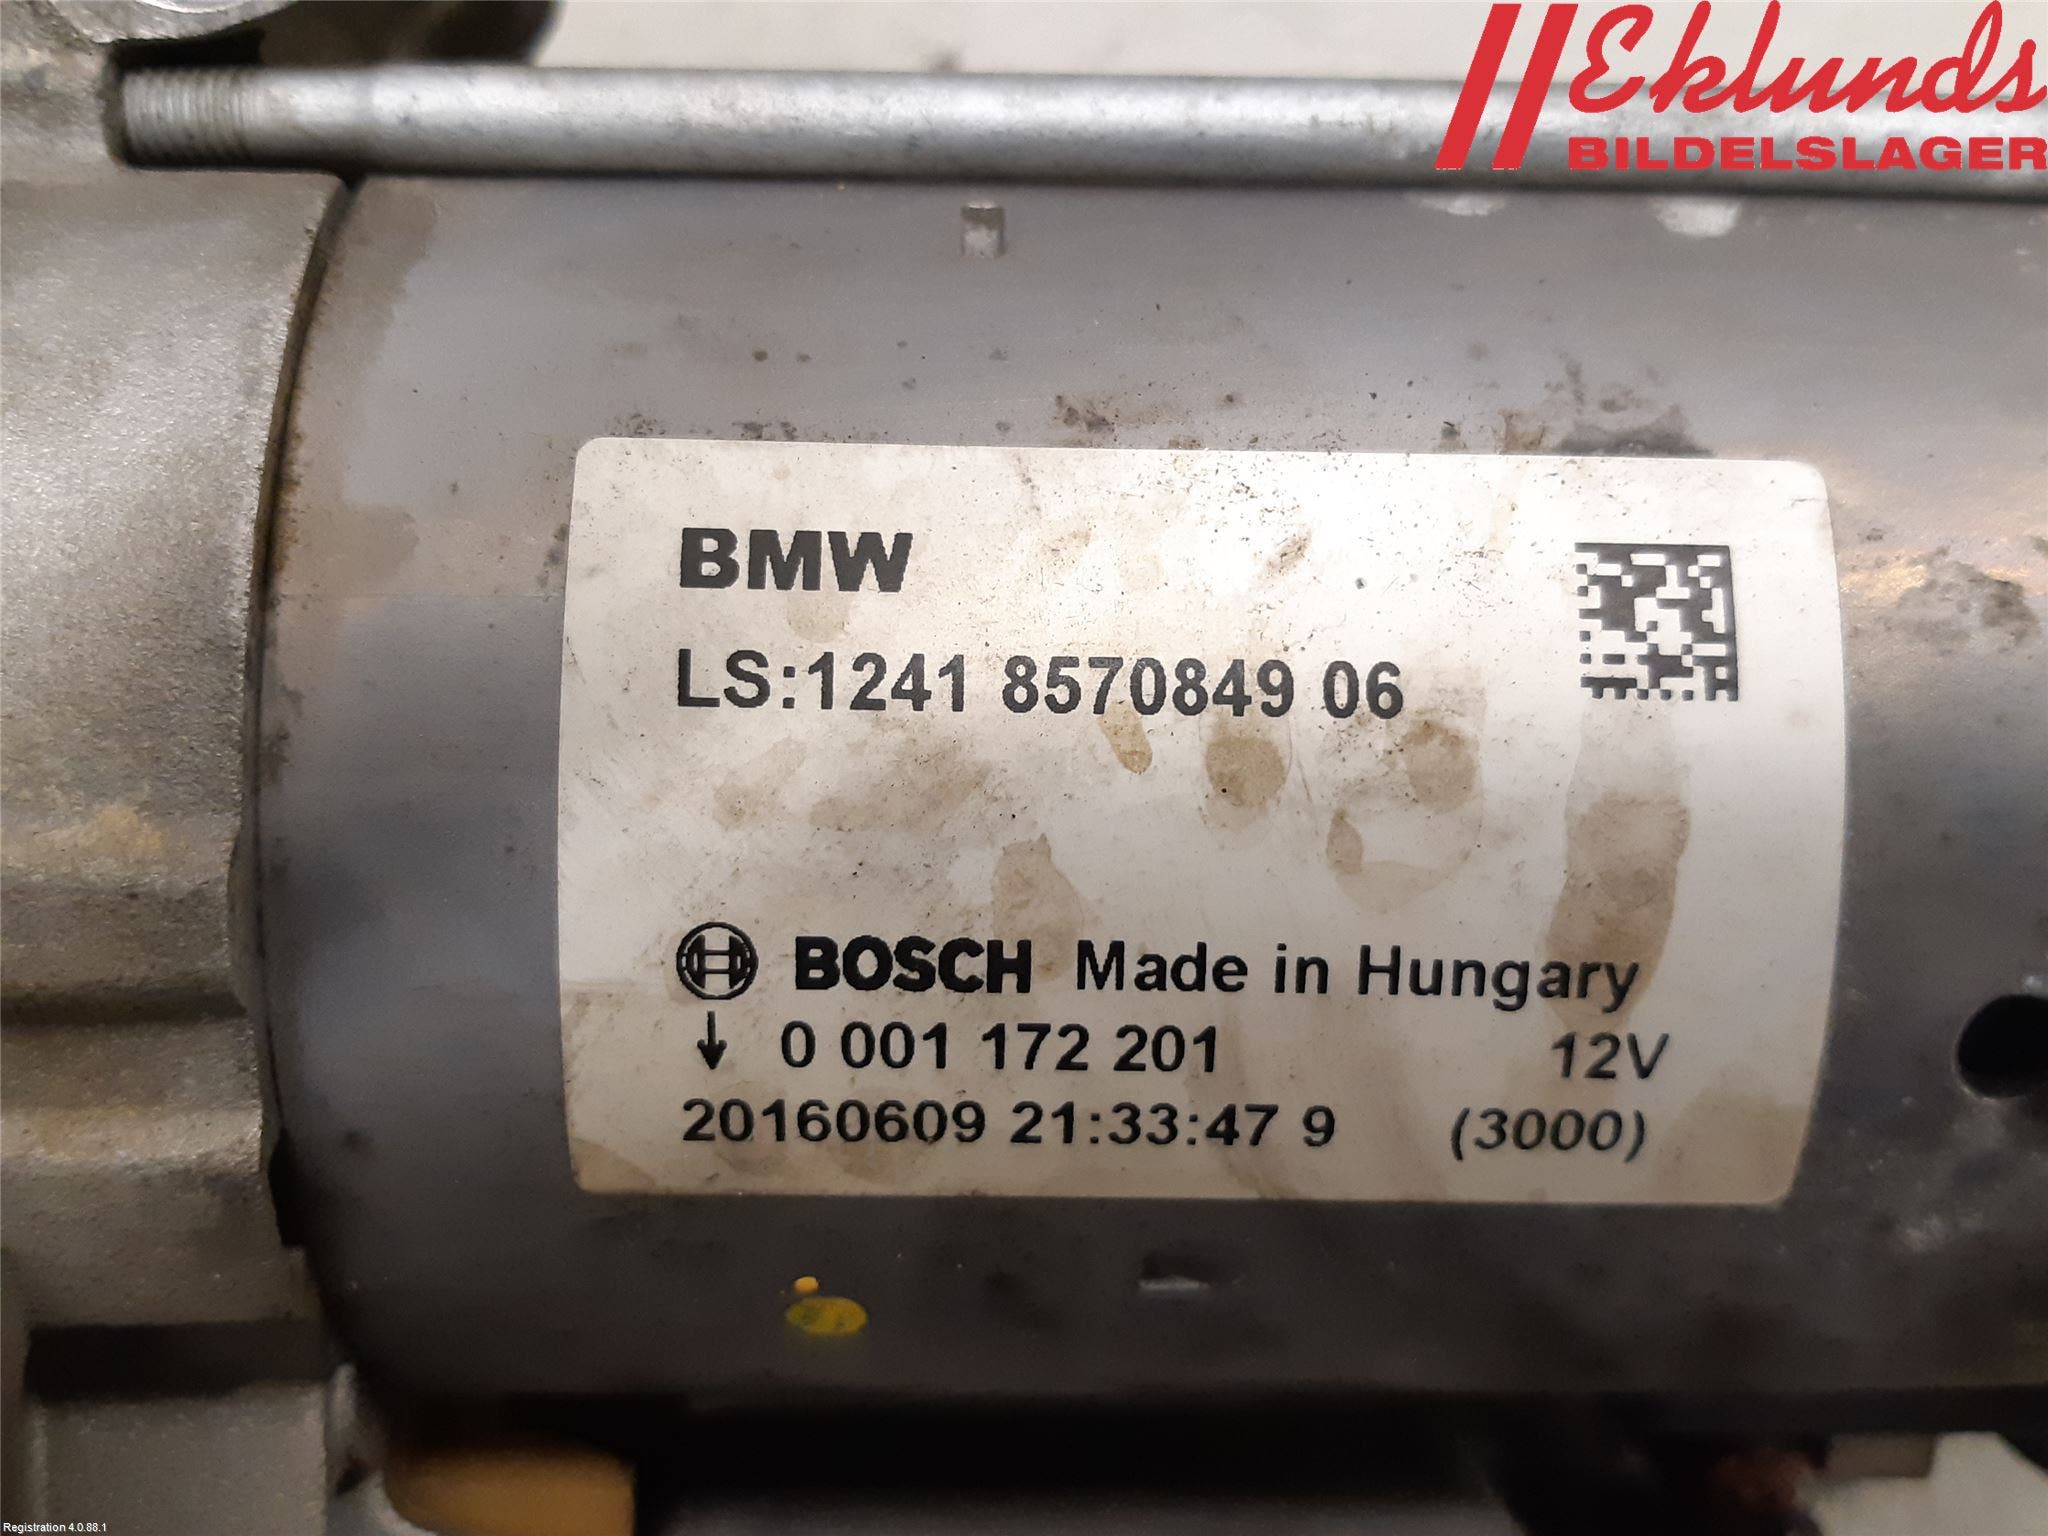 Eklunds
BILDELSLAGER
BMW
LS:1241 8570849 06
BOSCH Made in Hungary
↓ 0 001 172 201 12V
20160609 21:33:47 9 (3000)
Registration 4.0.88.1